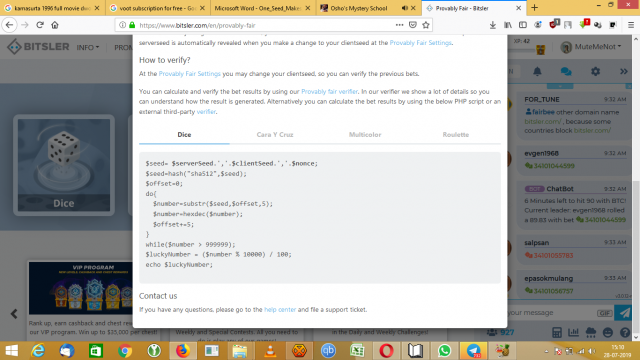 kamasutra 1996 full movie dwo
voot subscription for free - Go
Microsoft Word - One_Seed_Make
Osho's Mystery School
Provably Fair
https://www.bitsler.com/en/provably-fair
BITSLER
INFO
PROMO
XP: 42
MuteMeNot
serverseed is automatically revealed when you make a change to your clientseed at the Provably Fair Settings.
How to verify?
At the Provably Fair Settings you may change your clientseed, so you can verify the previous bets.
You can calculate and verify the bet results by using our Provably fair verifier. In our verifier we show a lot of details so you
can understand how the result is generated. Alternatively you can calculate the bet results by using the below PHP script or an
external third-party verifier.
Dice
Cara Y Cruz
Multicolor
Roulette
$seed= $serverSeed.','.$clientSeed.','.$nonce;
$seed=hash("sha512",$seed);
$offset=0;
do{
$number=substr($seed,$offset,5);
$number=hexdec($number);
$offset+=5;
}
while($number > 999999);
$luckyNumber = ($number % 10000) / 100;
echo $luckyNumber;
Contact us
If you have any questions, please go to the help center and file a support ticket.
Dice
VIP PROGRAM
Rank up, earn cashback and chest rewa
our VIP program. Win up to $25,000 per chest!
Weekly and Special Contests. All you need to
in the Daily and Weekly Challenges!
FOR_TUNE
9:32 AM
fairbee other domain name
bitsler.com/ , because some
countries block bitsler.com/
evgen1968
9:32 AM
34101044599
BOT
ChatBot
9:32 AM
6 Minutes left to hit 90 with BTC!
Current leader: evgen1968 rolled
a 89.63 with bet 34101044599
saipsan
9:33 AM
epasokmulang
9:33 AM
34101056757
your message
GIF
927
15:10
28-07-2019